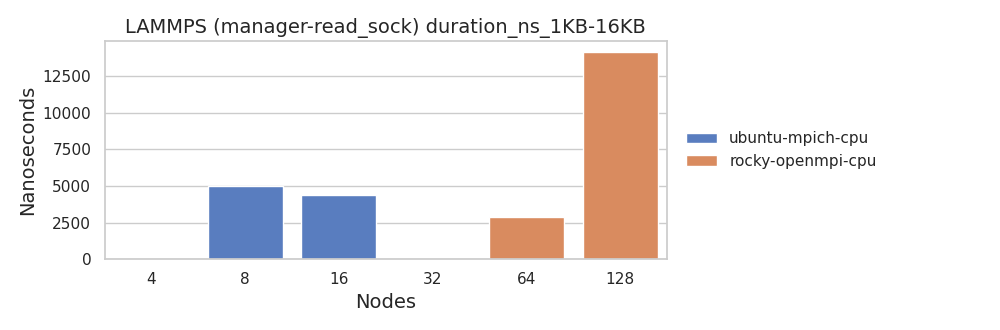 LAMMPS (manager-read_sock) duration_ns_1KB-16KB
Nanoseconds
12500
10000
7500
5000
2500
0
4 8 16 32 64 128
Nodes
ubuntu-mpich-cpu
rocky-openmpi-cpu